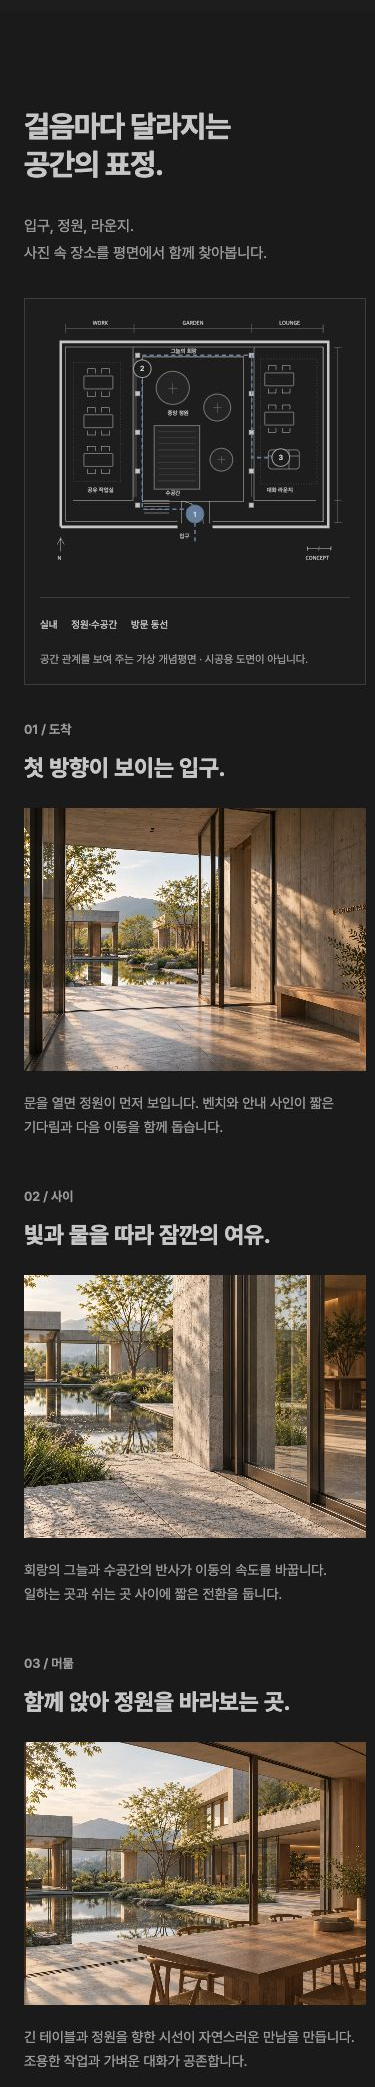 걸음마다 달라지는
공간의 표정.
입구, 정원, 라운지.
사진 속 장소를 평면에서 함께 찾아봅니다.
WORK GARDEN LOUNGE
그늘의 회랑
2
중앙 정원
3
공유 작업실 수공간 대화 라운지
1
입구
N CONCEPT
실내 정원·수공간 방문 동선
공간 관계를 보여 주는 가상 개념평면 · 시공용 도면이 아닙니다.
01 / 도착
첫 방향이 보이는 입구.
문을 열면 정원이 먼저 보입니다. 벤치와 안내 사인이 짧은
기다림과 다음 이동을 함께 돕습니다.
02 / 사이
빛과 물을 따라 잠깐의 여유.
회랑의 그늘과 수공간의 반사가 이동의 속도를 바꿉니다.
일하는 곳과 쉬는 곳 사이에 짧은 전환을 둡니다.
03 / 머묾
함께 앉아 정원을 바라보는 곳.
긴 테이블과 정원을 향한 시선이 자연스러운 만남을 만듭니다.
조용한 작업과 가벼운 대화가 공존합니다.